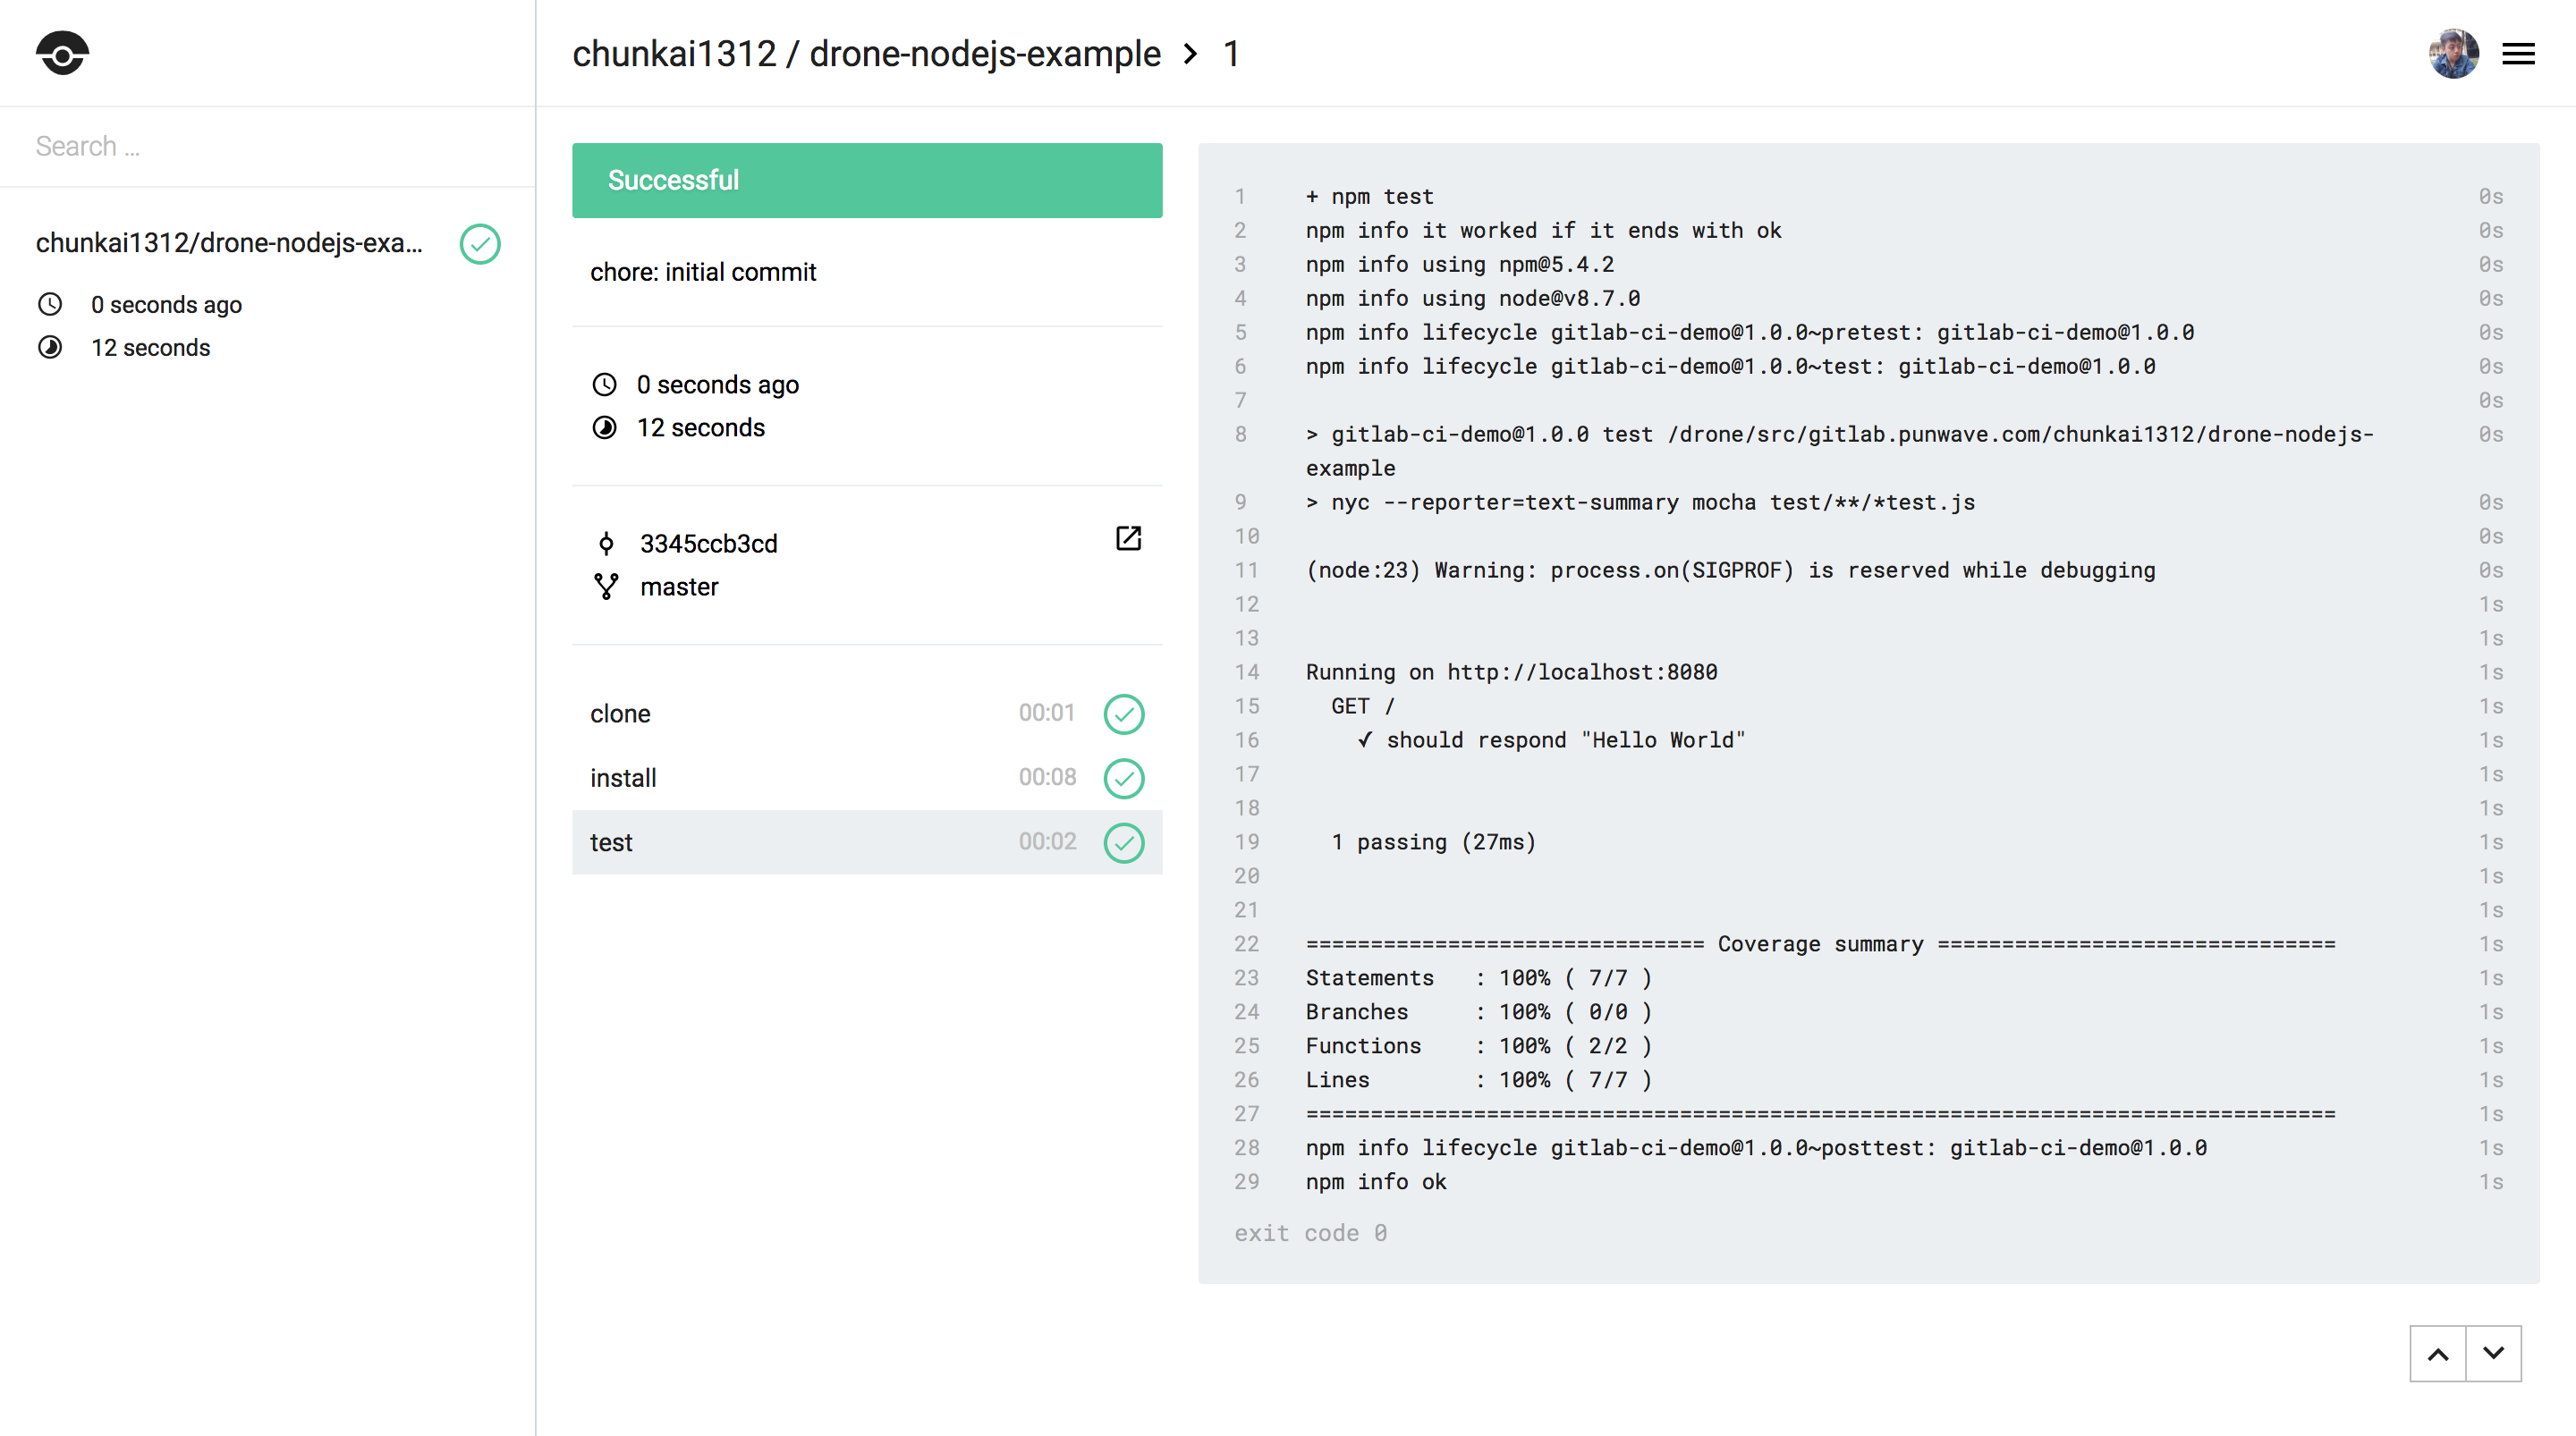 chunkai1312 / drone-nodejs-example > 1
Search ...
chunkai1312/drone-nodejs-exa...
0 seconds ago
12 seconds
Successful
chore: initial commit
0 seconds ago
12 seconds
3345ccb3cd
master
clone 00:01
install 00:08
test 00:02
1 + npm test 0s
2 npm info it worked if it ends with ok 0s
3 npm info using npm@5.4.2 0s
4 npm info using node@v8.7.0 0s
5 npm info lifecycle gitlab-ci-demo@1.0.0~pretest: gitlab-ci-demo@1.0.0 0s
6 npm info lifecycle gitlab-ci-demo@1.0.0~test: gitlab-ci-demo@1.0.0 0s
7 0s
8 > gitlab-ci-demo@1.0.0 test /drone/src/gitlab.punwave.com/chunkai1312/drone-nodejs- 0s
example
9 > nyc --reporter=text-summary mocha test/**/*test.js 0s
10 0s
11 (node:23) Warning: process.on(SIGPROF) is reserved while debugging 0s
12 1s
13 1s
14 Running on http://localhost:8080 1s
15 GET / 1s
16 ✓ should respond "Hello World" 1s
17 1s
18 1s
19 1 passing (27ms) 1s
20 1s
21 1s
22 =============================== Coverage summary =============================== 1s
23 Statements : 100% ( 7/7 ) 1s
24 Branches : 100% ( 0/0 ) 1s
25 Functions : 100% ( 2/2 ) 1s
26 Lines : 100% ( 7/7 ) 1s
27 ================================================================================ 1s
28 npm info lifecycle gitlab-ci-demo@1.0.0~posttest: gitlab-ci-demo@1.0.0 1s
29 npm info ok 1s
exit code 0